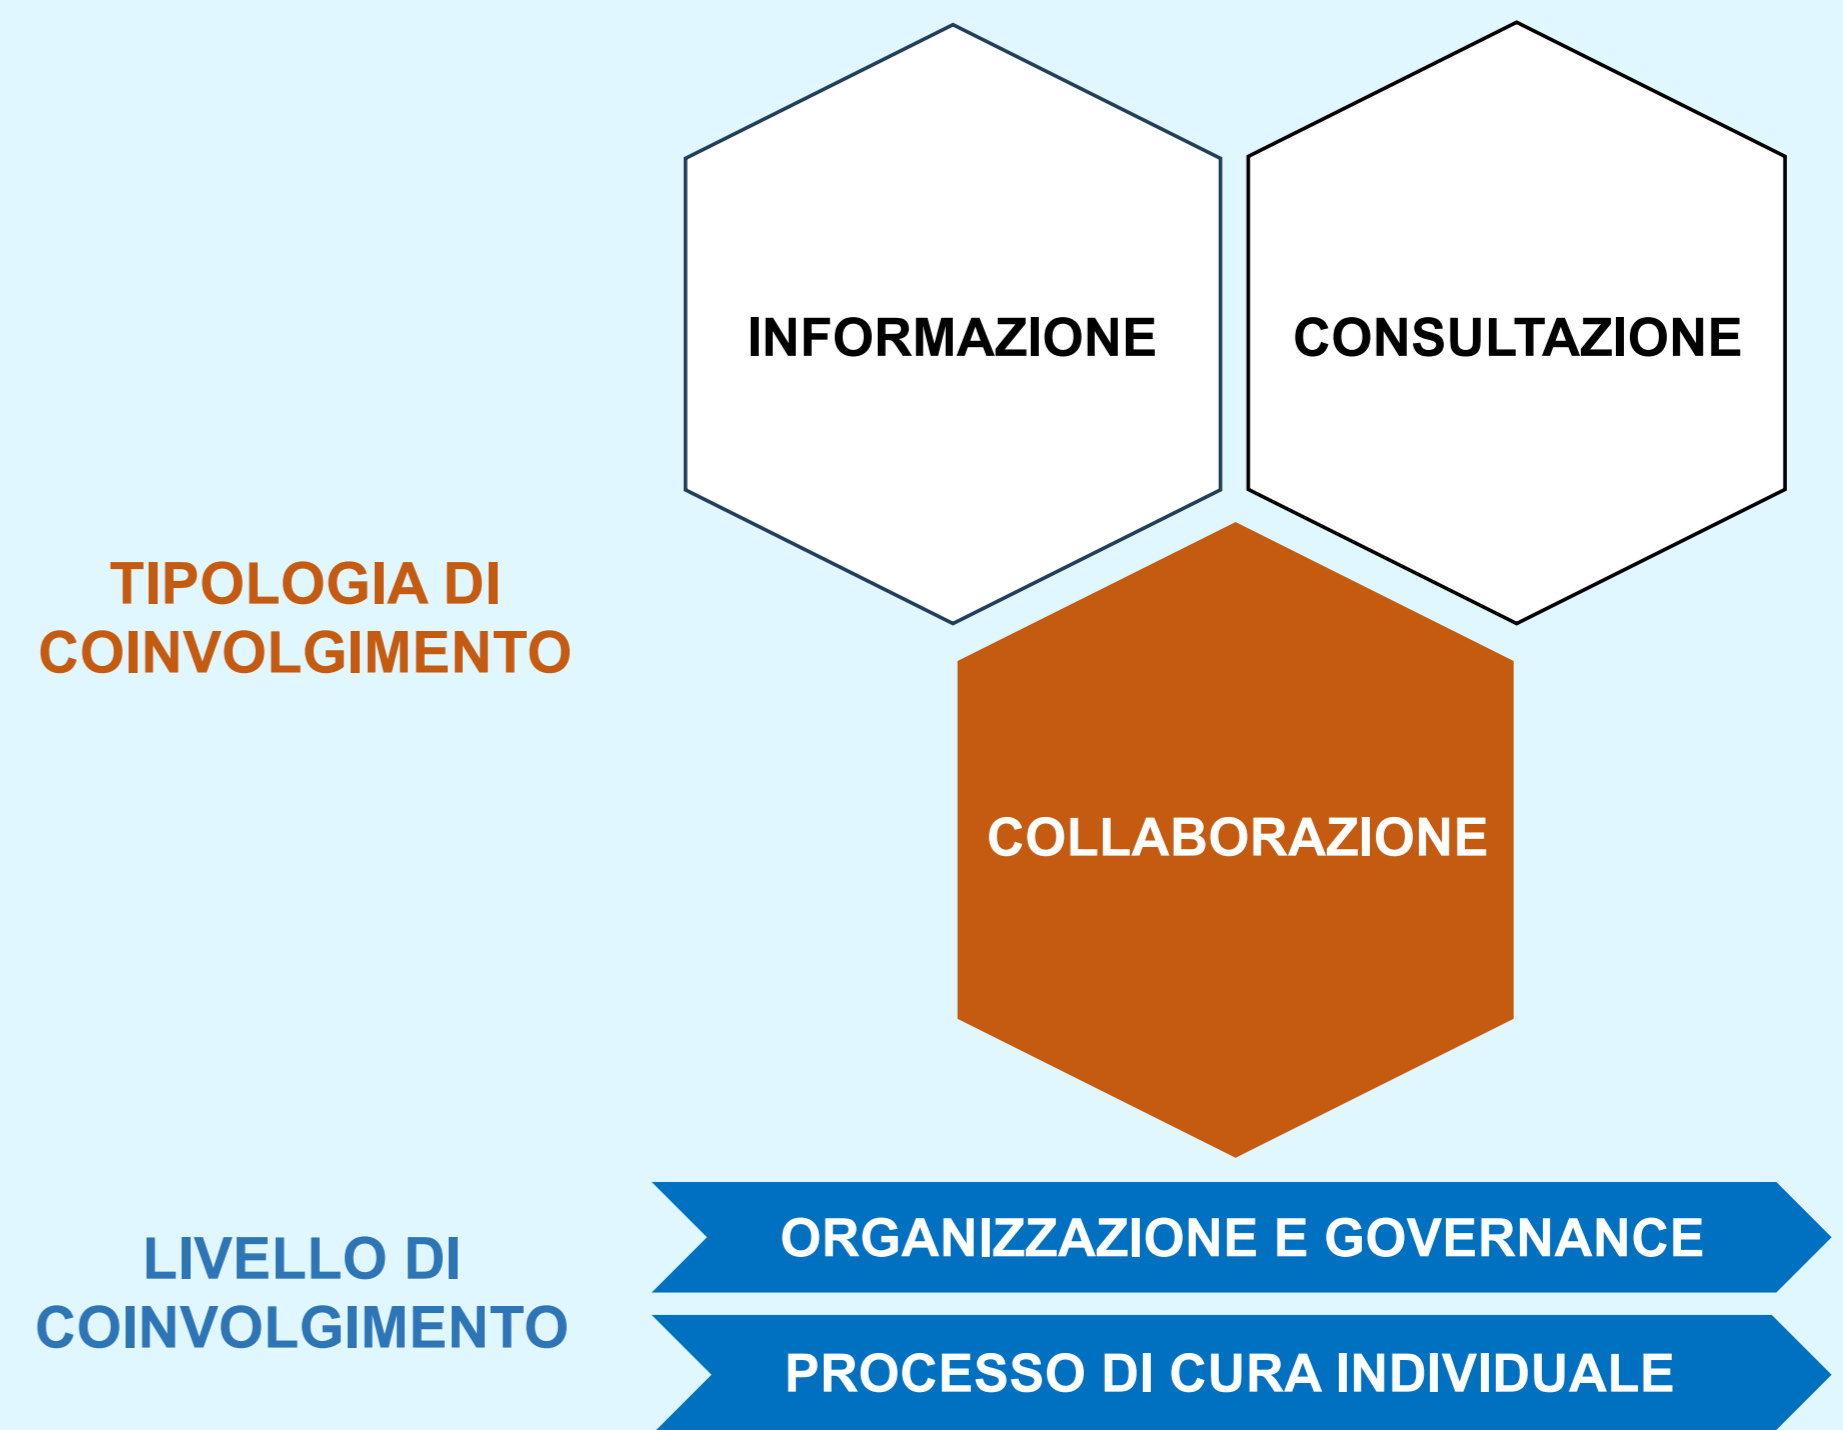 INFORMAZIONE
CONSULTAZIONE
TIPOLOGIA DI
COINVOLGIMENTO
COLLABORAZIONE
LIVELLO DI
COINVOLGIMENTO
ORGANIZZAZIONE E GOVERNANCE
PROCESSO DI CURA INDIVIDUALE